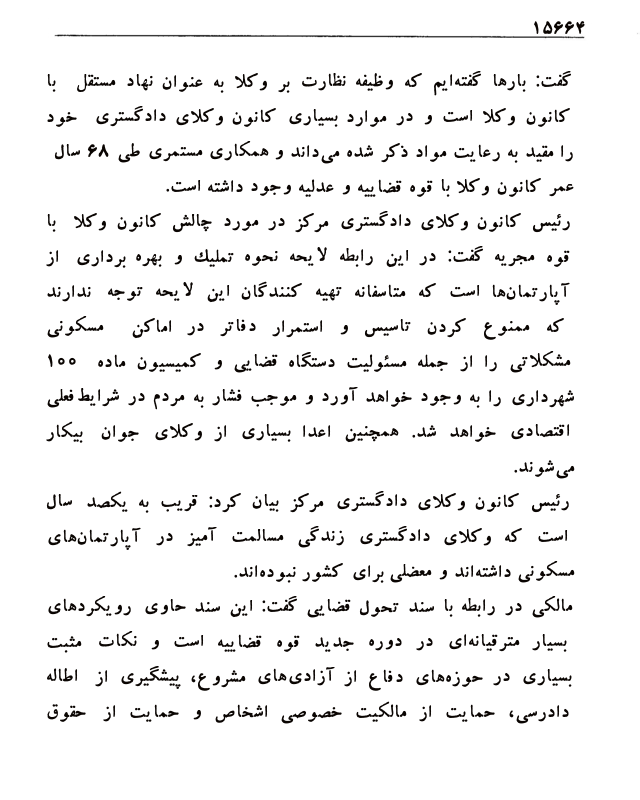 ۱۵۶۶۴
گفت: بارها گفته‌ایم که وظیفه نظارت بر وکلا به عنوان نهاد مستقل با
کانون وکلا است و در موارد بسیاری کانون وکلای دادگستری خود
را مقید به رعایت مواد ذکر شده می‌داند و همکاری مستمری طی ۶۸ سال
عمر کانون وکلا با قوه قضاییه و عدلیه وجود داشته است.
رئیس کانون وکلای دادگستری مرکز در مورد چالش کانون وکلا با
قوه مجریه گفت: در این رابطه لایحه نحوه تملیك و بهره برداری از
آپارتمان‌ها است که متاسفانه تهیه کنندگان این لایحه توجه ندارند
که ممنوع کردن تاسیس و استمرار دفاتر در اماکن مسکونی
مشکلاتی را از جمله مسئولیت دستگاه قضایی و کمیسیون ماده ۱۰۰
شهرداری را به وجود خواهد آورد و موجب فشار به مردم در شرایط فعلی
اقتصادی خواهد شد. همچنین اعدا بسیاری از وکلای جوان بیکار
می‌شوند.
رئیس کانون وکلای دادگستری مرکز بیان کرد: قریب به یکصد سال
است که وکلای دادگستری زندگی مسالمت آمیز در آپارتمان‌های
مسکونی داشته‌اند و معضلی برای کشور نبوده‌اند.
مالکی در رابطه با سند تحول قضایی گفت: این سند حاوی رویکردهای
بسیار مترقیانه‌ای در دوره جدید قوه قضاییه است و نکات مثبت
بسیاری در حوزه‌های دفاع از آزادی‌های مشروع، پیشگیری از اطاله
دادرسی، حمایت از مالکیت خصوصی اشخاص و حمایت از حقوق